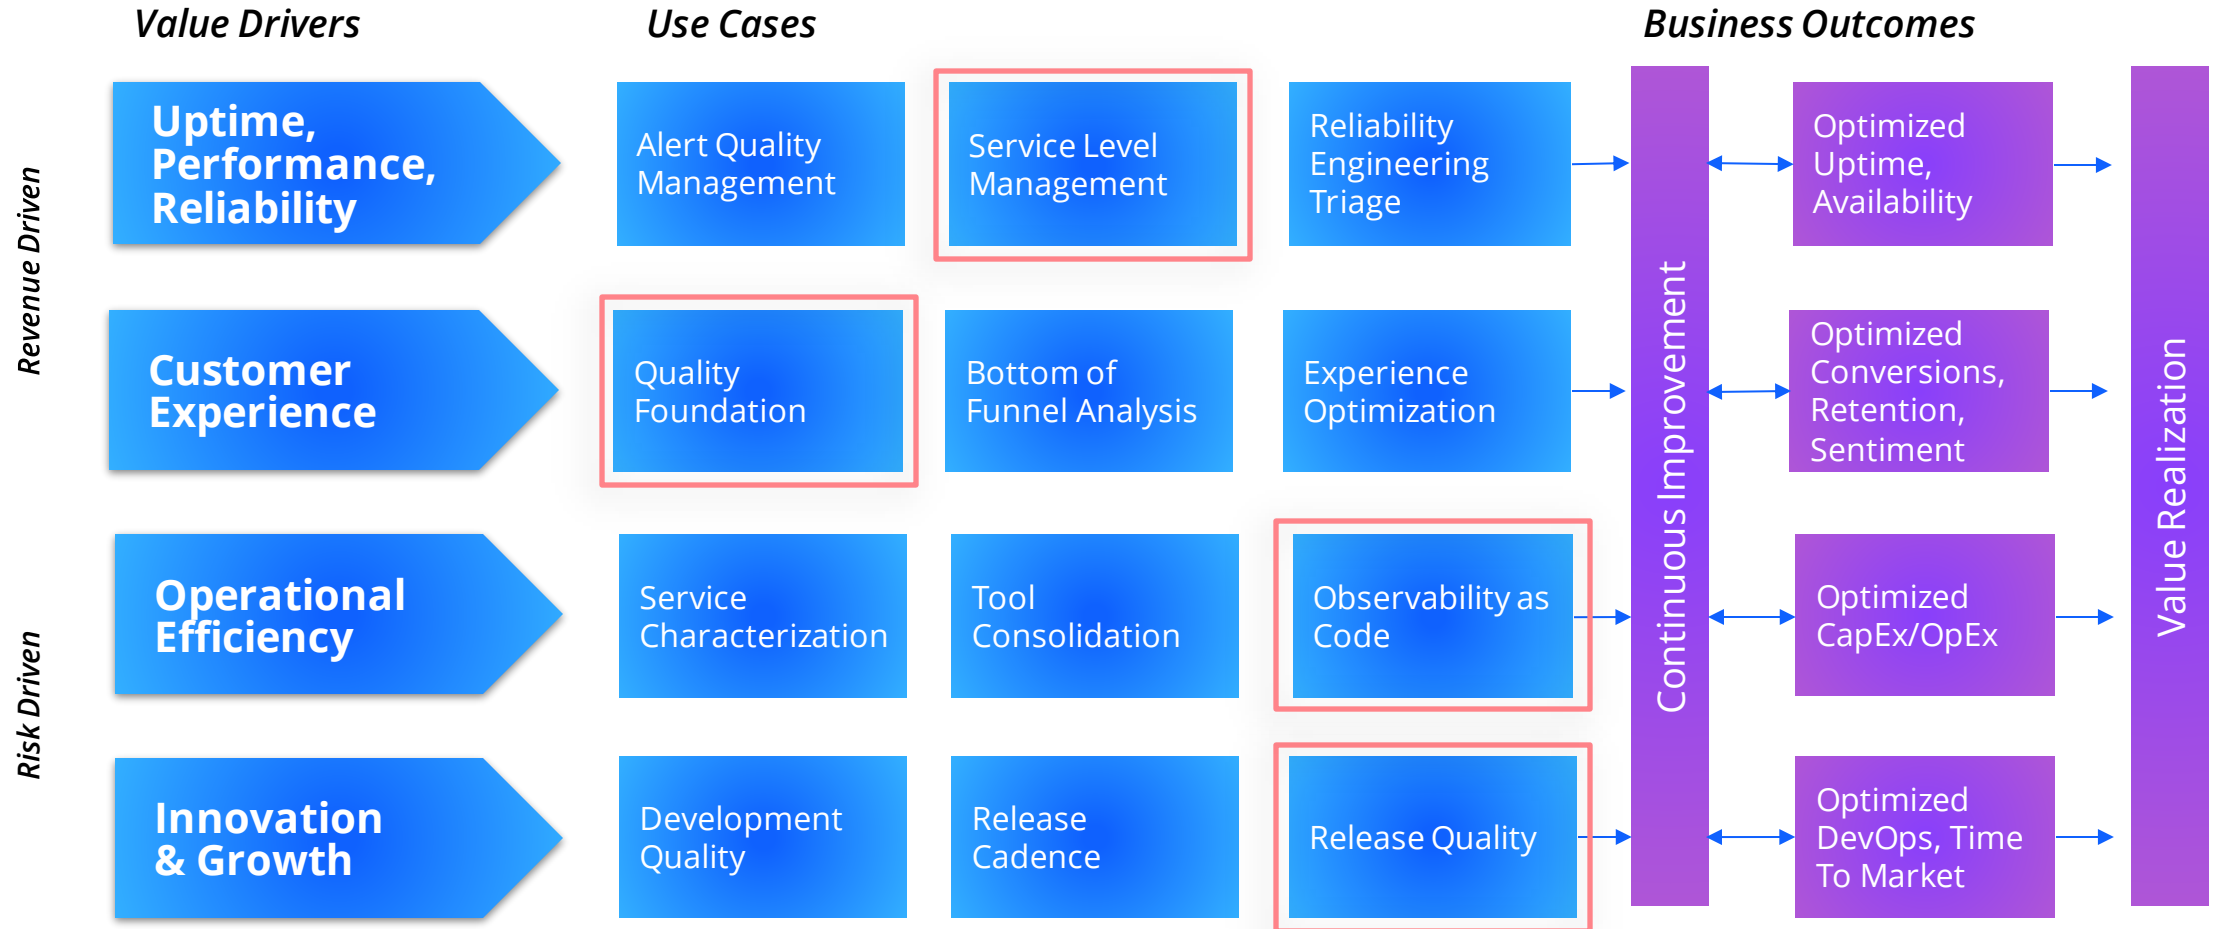 Value Drivers
Use Cases
Business Outcomes
Revenue Driven
Uptime,
Performance,
Reliability
Alert Quality
Management
Service Level
Management
Reliability
Engineering
Triage
Optimized
Uptime,
Availability
Customer
Experience
Quality
Foundation
Bottom of
Funnel Analysis
Experience
Optimization
Optimized
Conversions,
Retention,
Sentiment
Risk Driven
Operational
Efficiency
Service
Characterization
Tool
Consolidation
Observability as
Code
Optimized
CapEx/OpEx
Innovation
& Growth
Development
Quality
Release
Cadence
Release Quality
Optimized
DevOps, Time
To Market
Continuous Improvement
Value Realization